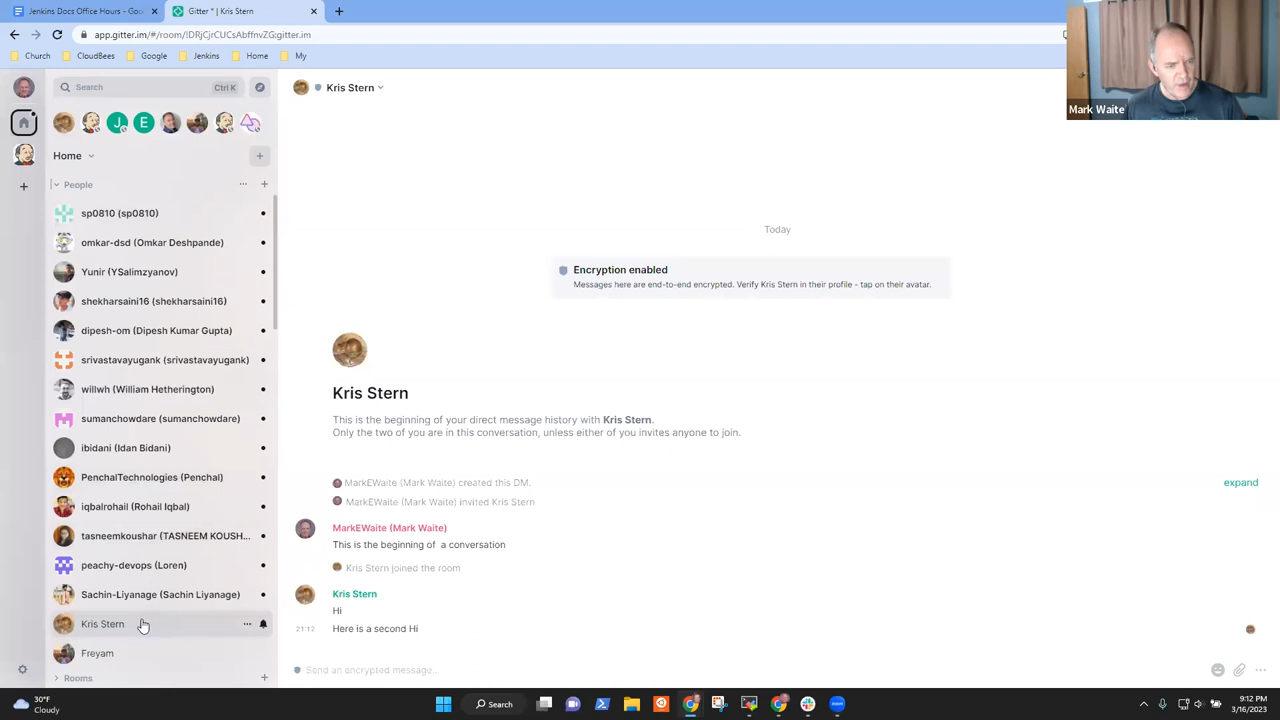 Jenkins Docs Office Hours - Goo
Gitter * | Kris Stern
app.gitter.im/#/room/!DRjCjrCUCsAbffnvZG:gitter.im
Church
CloudBees
Google
Jenkins
Home
My
Mark Waite
Search
Ctrl K
Kris Stern
J
E
Home
People
sp0810 (sp0810)
omkar-dsd (Omkar Deshpande)
Yunir (YSalimzyanov)
shekharsaini16 (shekharsaini16)
dipesh-om (Dipesh Kumar Gupta)
srivastavayugank (srivastavayugank)
willwh (William Hetherington)
sumanchowdare (sumanchowdare)
ibidani (Idan Bidani)
PenchalTechnologies (Penchal)
iqbalrohail (Rohail Iqbal)
tasneemkoushar (TASNEEM KOUSH...
peachy-devops (Loren)
Sachin-Liyanage (Sachin Liyanage)
Kris Stern
Freyam
Rooms
Today
Encryption enabled
Messages here are end-to-end encrypted. Verify Kris Stern in their profile - tap on their avatar.
Kris Stern
This is the beginning of your direct message history with Kris Stern.
Only the two of you are in this conversation, unless either of you invites anyone to join.
MarkEWaite (Mark Waite) created this DM.
expand
MarkEWaite (Mark Waite) invited Kris Stern
MarkEWaite (Mark Waite)
This is the beginning of a conversation
Kris Stern joined the room
Kris Stern
Hi
21:12
Here is a second Hi
Send an encrypted message...
30°F
Cloudy
Search
9:12 PM
3/16/2023